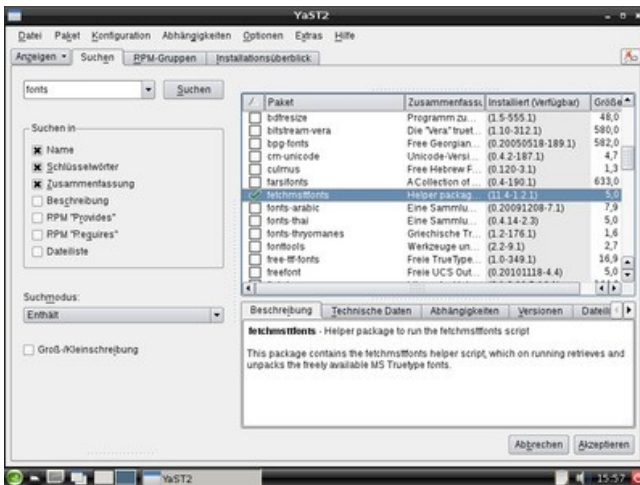 YaST2
Datei Paket Konfiguration Abhängigkeiten Optionen Extras Hilfe
Anzeigen Suchen RPM-Gruppen Installationsüberblick
fonts Suchen
Suchen in
Name
Schlüsselwörter
Zusammenfassung
Beschreibung
RPM "Provides"
RPM "Requires"
Dateiliste
Suchmodus:
Enthält
Groß-/Kleinschreibung
Paket Zusammenfassu Installiert (Verfügbar) Größe
bdfresize Programm zu... (1.5-555.1) 48,0
bitstream-vera Die "Vera" truet... (1.10-312.1) 580,0
bpg-fonts Free Georgian... (0.20050518-189.1) 582,0
cm-unicode Unicode-Versi... (0.4.2-187.1) 4,7
culmus Free Hebrew F... (0.120-3.1) 1,3
farsifonts A Collection of ... (0.4-190.1) 633,0
fetchmsttfonts Helper packag... (11.4-1.2.1) 5,0
fonts-arabic Eine Sammlu... (0.20091208-7.1) 7,9
fonts-thai Eine Sammlu... (0.4.14-2.3) 5,0
fonts-thryomanes Griechische Tr... (1.2-176.1) 1,6
fonttools Werkzeuge un... (2.2-9.1) 2,7
free-ttf-fonts Freie TrueType... (1.0-349.1) 16,9
freefont Freie UCS Out... (0.20101118-4.4) 5,0
Beschreibung Technische Daten Abhängigkeiten Versionen Dateili
fetchmsttfonts - Helper package to run the fetchmsttfonts script
This package contains the fetchmsttfonts helper script, which on running retrieves and
unpacks the freely available MS Truetype fonts.
Abbrechen Akzeptieren
YaST2 15:57